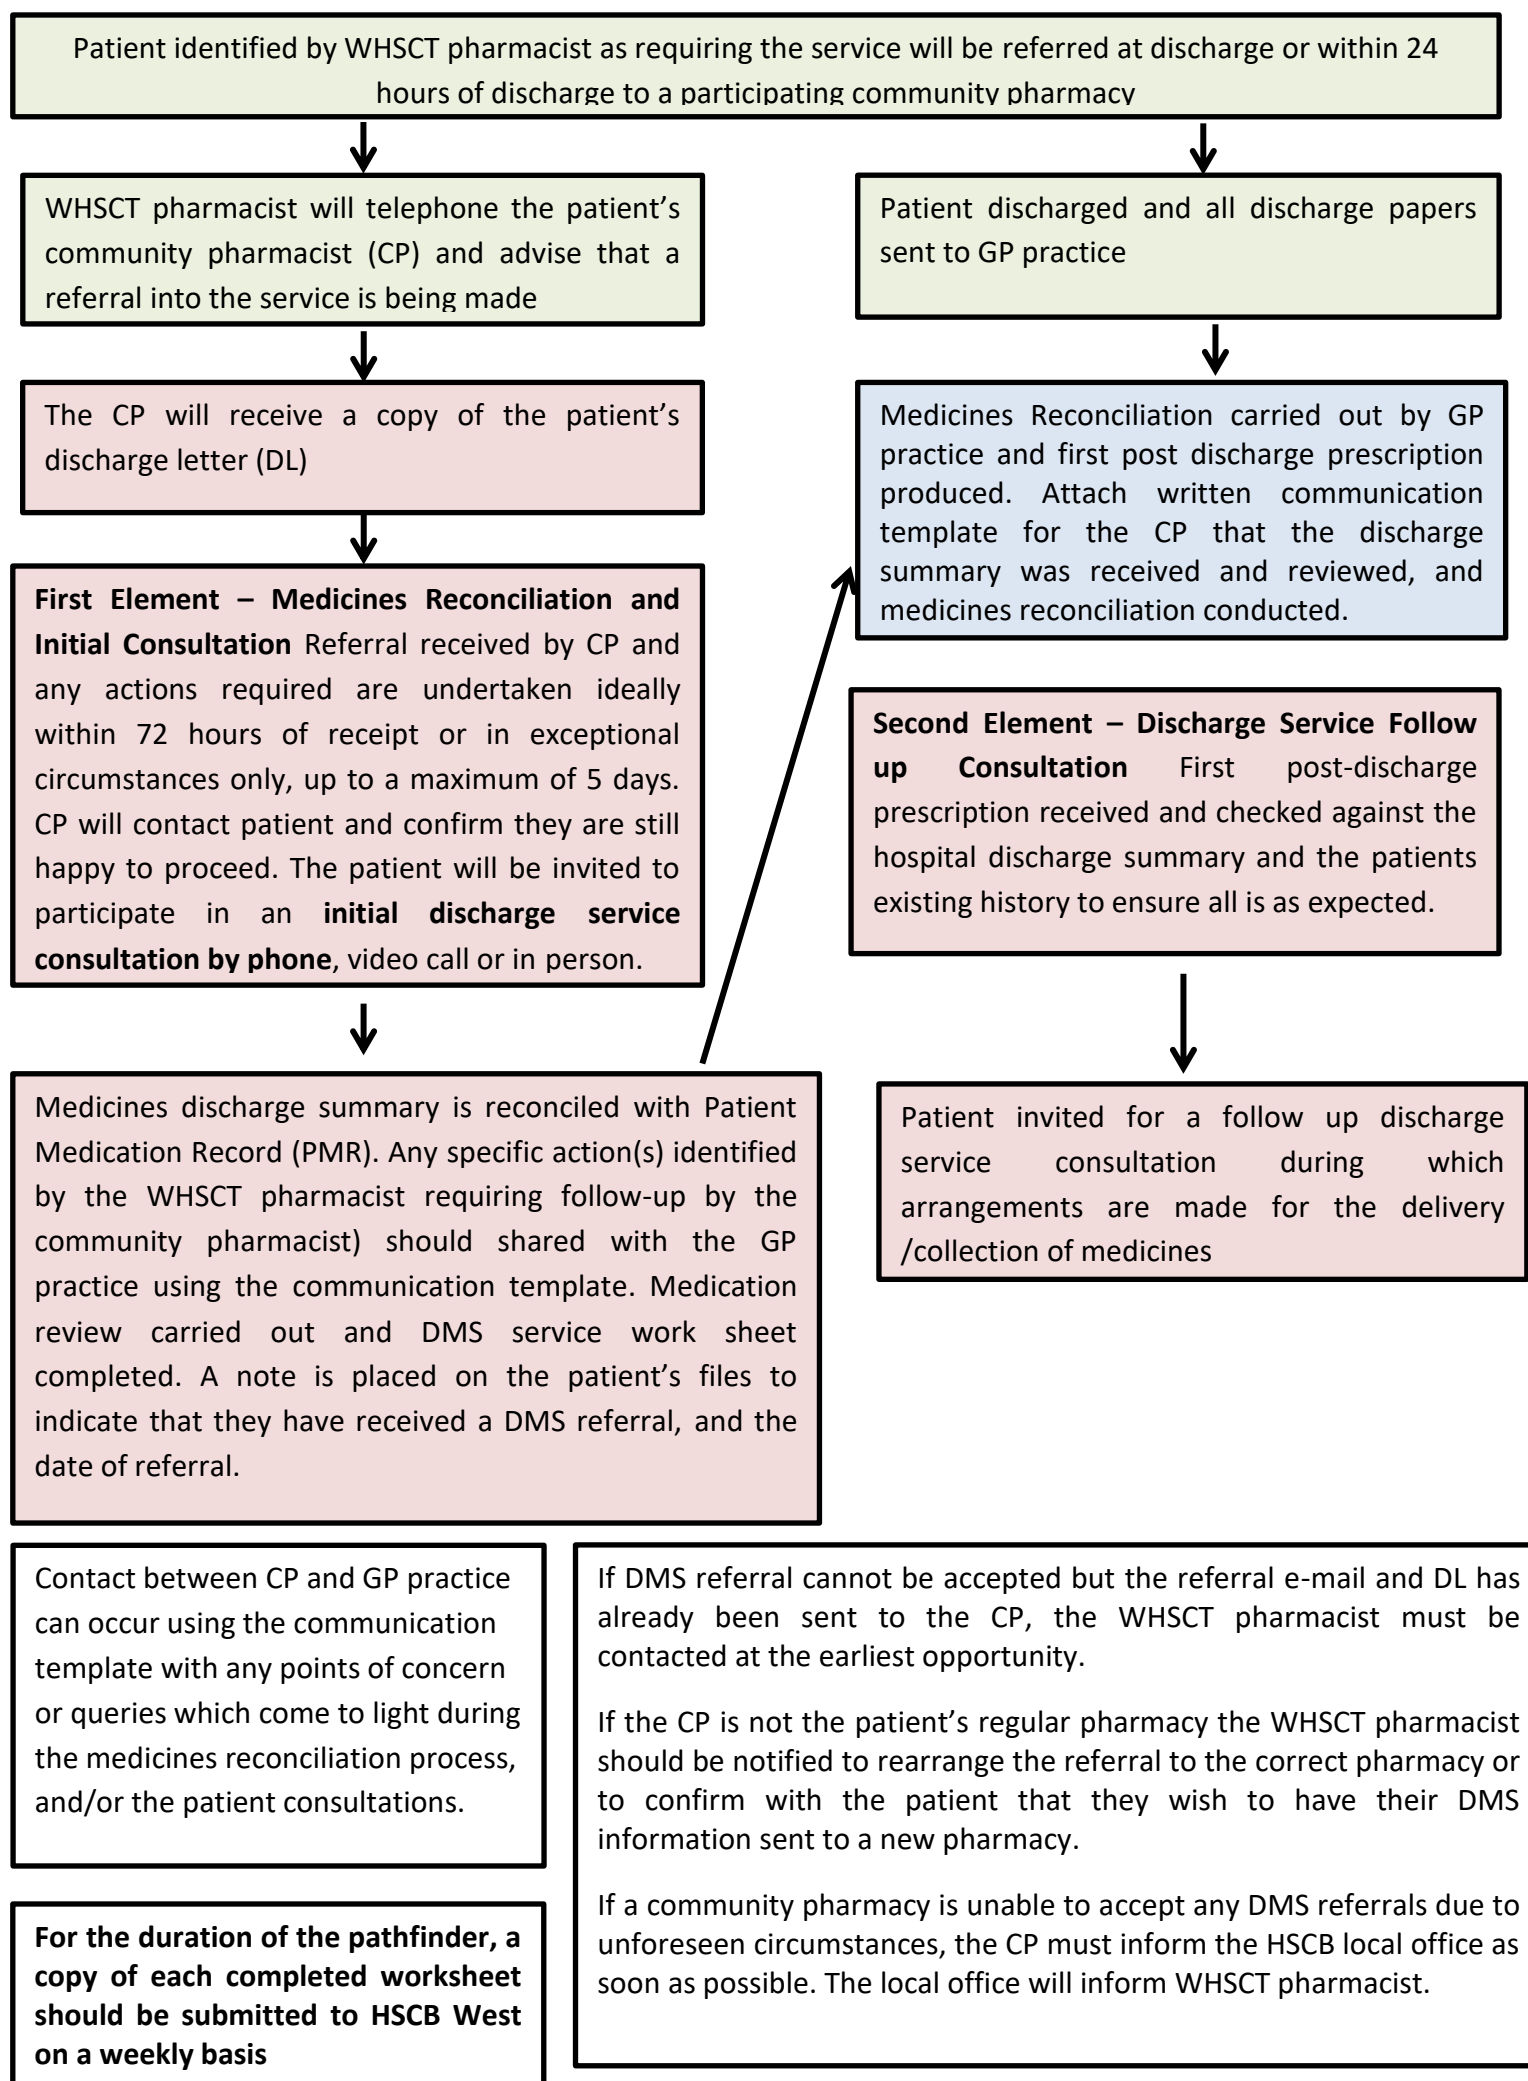 Patient identified by WHSCT pharmacist as requiring the service will be referred at discharge or within 24
hours of discharge to a participating community pharmacy
WHSCT pharmacist will telephone the patient’s
community pharmacist (CP) and advise that a
referral into the service is being made
The CP will receive a copy of the patient’s
discharge letter (DL)
First Element – Medicines Reconciliation and
Initial Consultation Referral received by CP and
any actions required are undertaken ideally
within 72 hours of receipt or in exceptional
circumstances only, up to a maximum of 5 days.
CP will contact patient and confirm they are still
happy to proceed. The patient will be invited to
participate in an initial discharge service
consultation by phone, video call or in person.
Medicines discharge summary is reconciled with Patient
Medication Record (PMR). Any specific action(s) identified
by the WHSCT pharmacist requiring follow-up by the
community pharmacist) should shared with the GP
practice using the communication template. Medication
review carried out and DMS service work sheet
completed. A note is placed on the patient’s files to
indicate that they have received a DMS referral, and the
date of referral.
Patient discharged and all discharge papers
sent to GP practice
Medicines Reconciliation carried out by GP
practice and first post discharge prescription
produced. Attach written communication
template for the CP that the discharge
summary was received and reviewed, and
medicines reconciliation conducted.
Second Element – Discharge Service Follow
up Consultation First post-discharge
prescription received and checked against the
hospital discharge summary and the patients
existing history to ensure all is as expected.
Patient invited for a follow up discharge
service consultation during which
arrangements are made for the delivery
/collection of medicines
Contact between CP and GP practice
can occur using the communication
template with any points of concern
or queries which come to light during
the medicines reconciliation process,
and/or the patient consultations.
For the duration of the pathfinder, a
copy of each completed worksheet
should be submitted to HSCB West
on a weekly basis
If DMS referral cannot be accepted but the referral e-mail and DL has
already been sent to the CP, the WHSCT pharmacist must be
contacted at the earliest opportunity.
If the CP is not the patient’s regular pharmacy the WHSCT pharmacist
should be notified to rearrange the referral to the correct pharmacy or
to confirm with the patient that they wish to have their DMS
information sent to a new pharmacy.
If a community pharmacy is unable to accept any DMS referrals due to
unforeseen circumstances, the CP must inform the HSCB local office as
soon as possible. The local office will inform WHSCT pharmacist.